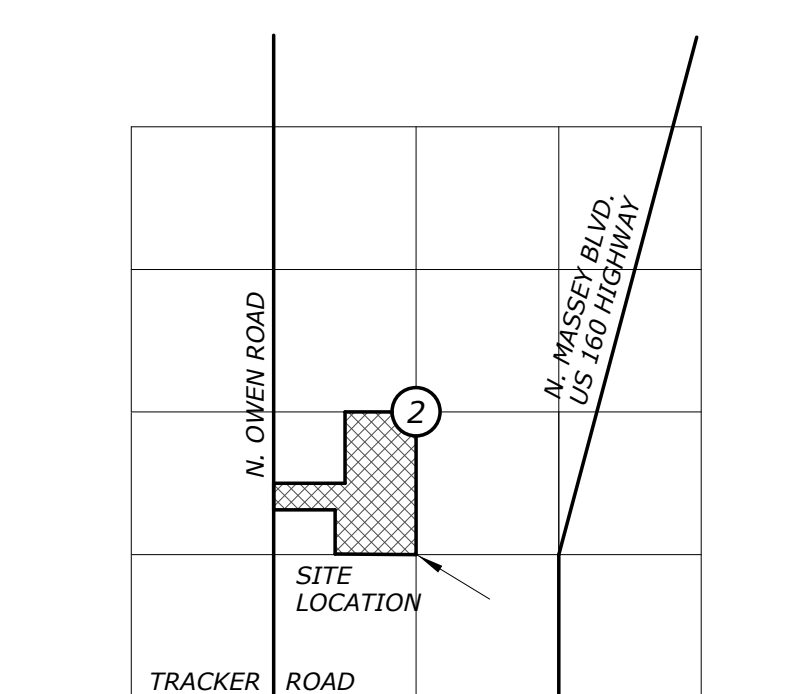 N. MASSEY BLVD.
US 160 HIGHWAY
N. OWEN ROAD
2
SITE
LOCATION
TRACKER ROAD